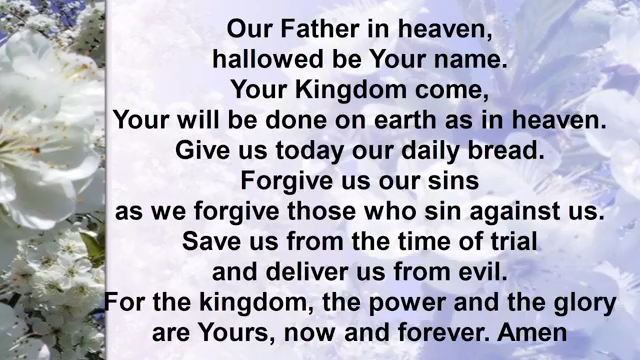 Our Father in heaven,
hallowed be Your name.
Your Kingdom come,
Your will be done on earth as in heaven.
Give us today our daily bread.
Forgive us our sins
as we forgive those who sin against us.
Save us from the time of trial
and deliver us from evil.
For the kingdom, the power and the glory
are Yours, now and forever. Amen